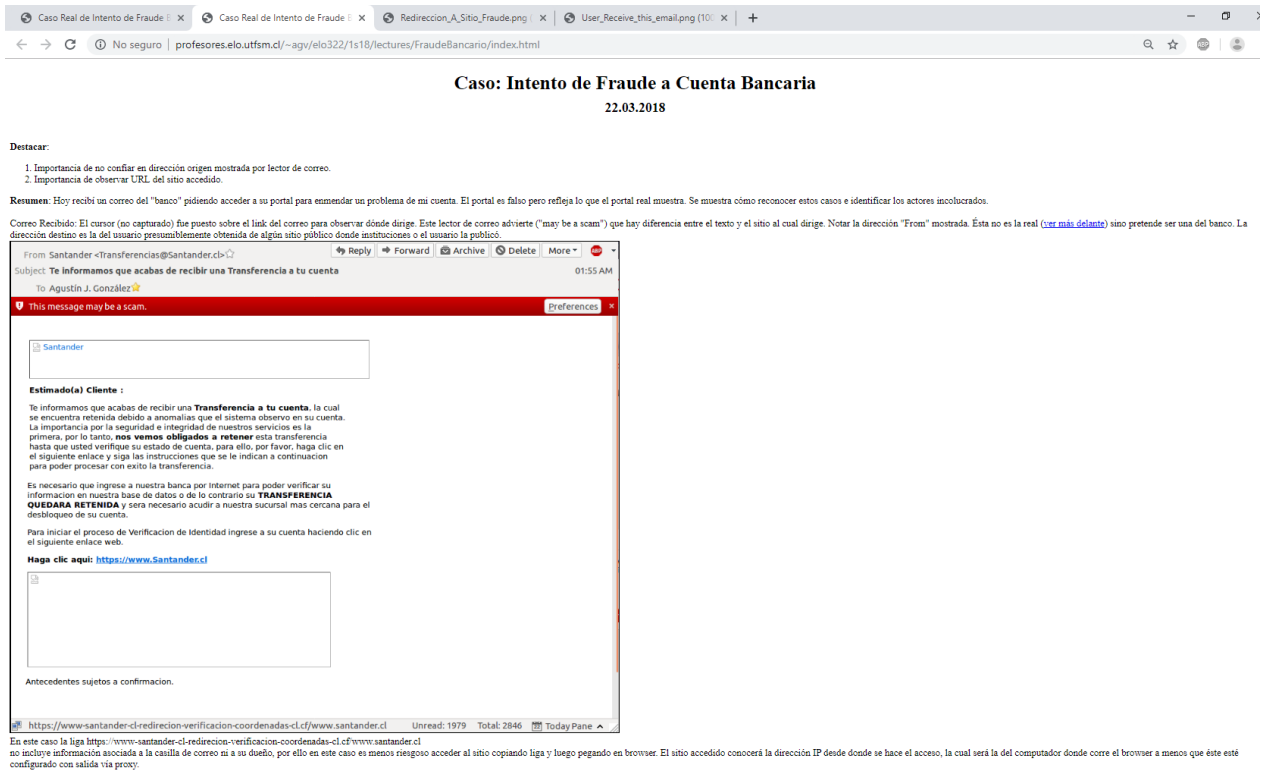 Caso Real de Intento de Fraude B
Caso Real de Intento de Fraude B
Redireccion_A_Sitio_Fraude.png (
User_Receive_this_email.png (100
No seguro | profesores.elo.utfsm.cl/~agv/elo322/1s18/lectures/FraudeBancario/index.html
Caso: Intento de Fraude a Cuenta Bancaria
22.03.2018
Destacar:
1. Importancia de no confiar en dirección origen mostrada por lector de correo.
2. Importancia de observar URL del sitio accedido.
Resumen: Hoy recibí un correo del "banco" pidiendo acceder a su portal para enmendar un problema de mi cuenta. El portal es falso pero refleja lo que el portal real muestra. Se muestra cómo reconocer estos casos e identificar los actores incolucrados.
Correo Recibido: El cursor (no capturado) fue puesto sobre el link del correo para observar dónde dirige. Este lector de correo advierte ("may be a scam") que hay diferencia entre el texto y el sitio al cual dirige. Notar la dirección "From" mostrada. Ésta no es la real (ver más delante) sino pretende ser una del banco. La
dirección destino es la del usuario presumiblemente obtenida de algún sitio público donde instituciones o el usuario la publicó.
From Santander <Transferencias@Santander.cl>
Reply Forward Archive Delete More
ABP
Subject Te informamos que acabas de recibir una Transferencia a tu cuenta 01:55 AM
To Agustín J. González
This message may be a scam. Preferences ×
Santander
Estimado(a) Cliente :
Te informamos que acabas de recibir una Transferencia a tu cuenta, la cual
se encuentra retenida debido a anomalias que el sistema observo en su cuenta.
La importancia por la seguridad e integridad de nuestros servicios es la
primera, por lo tanto, nos vemos obligados a retener esta transferencia
hasta que usted verifique su estado de cuenta, para ello, por favor, haga clic en
el siguiente enlace y siga las instrucciones que se le indican a continuacion
para poder procesar con exito la transferencia.
Es necesario que ingrese a nuestra banca por Internet para poder verificar su
informacion en nuestra base de datos o de lo contrario su TRANSFERENCIA
QUEDARA RETENIDA y sera necesario acudir a nuestra sucursal mas cercana para el
desbloqueo de su cuenta.
Para iniciar el proceso de Verificacion de Identidad ingrese a su cuenta haciendo clic en
el siguiente enlace web.
Haga clic aqui: https://www.Santander.cl
Antecedentes sujetos a confirmacion.
https://www-santander-cl-redirecion-verificacion-coordenadas-cl.cf/www.santander.cl Unread: 1979 Total: 2846 Today Pane
En este caso la liga https://www-santander-cl-redirecion-verificacion-coordenadas-cl.cf/www.santander.cl
no incluye información asociada a la casilla de correo ni a su dueño, por ello en este caso es menos riesgoso acceder al sitio copiando liga y luego pegando en browser. El sitio accedido conocerá la dirección IP desde donde se hace el acceso, la cual será la del computador donde corre el browser a menos que éste esté
configurado con salida vía proxy.